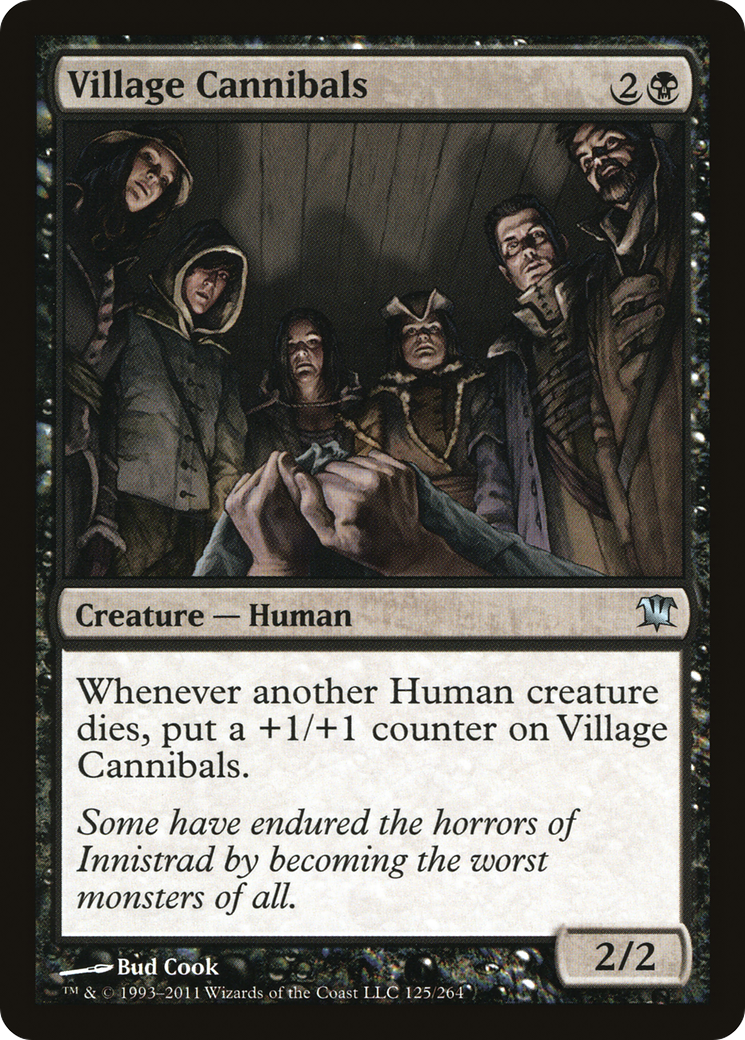 Village Cannibals 2
Creature — Human
Whenever another Human creature
dies, put a +1/+1 counter on Village
Cannibals.
Some have endured the horrors of
Innistrad by becoming the worst
monsters of all.
2/2
Bud Cook
™ & © 1993–2011 Wizards of the Coast LLC 125/264